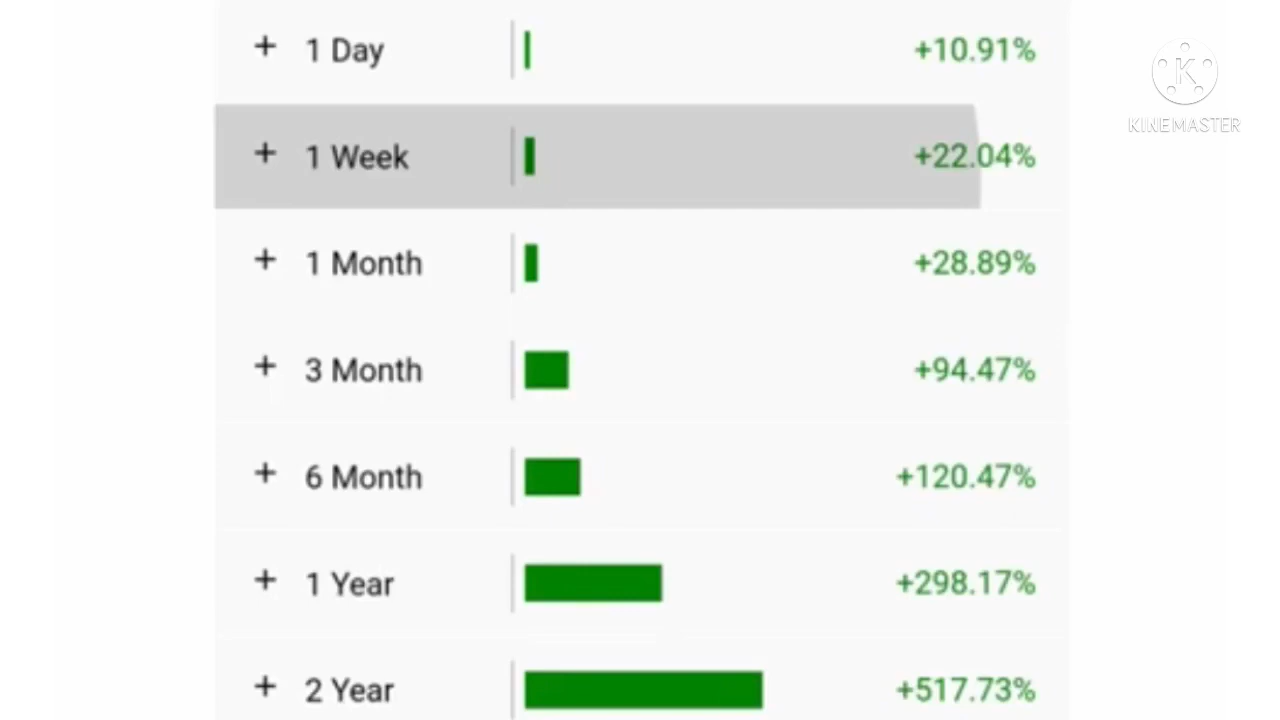 + 1 Day +10.91%
+ 1 Week +22.04%
+ 1 Month +28.89%
+ 3 Month +94.47%
+ 6 Month +120.47%
+ 1 Year +298.17%
+ 2 Year +517.73%
K
KINEMASTER